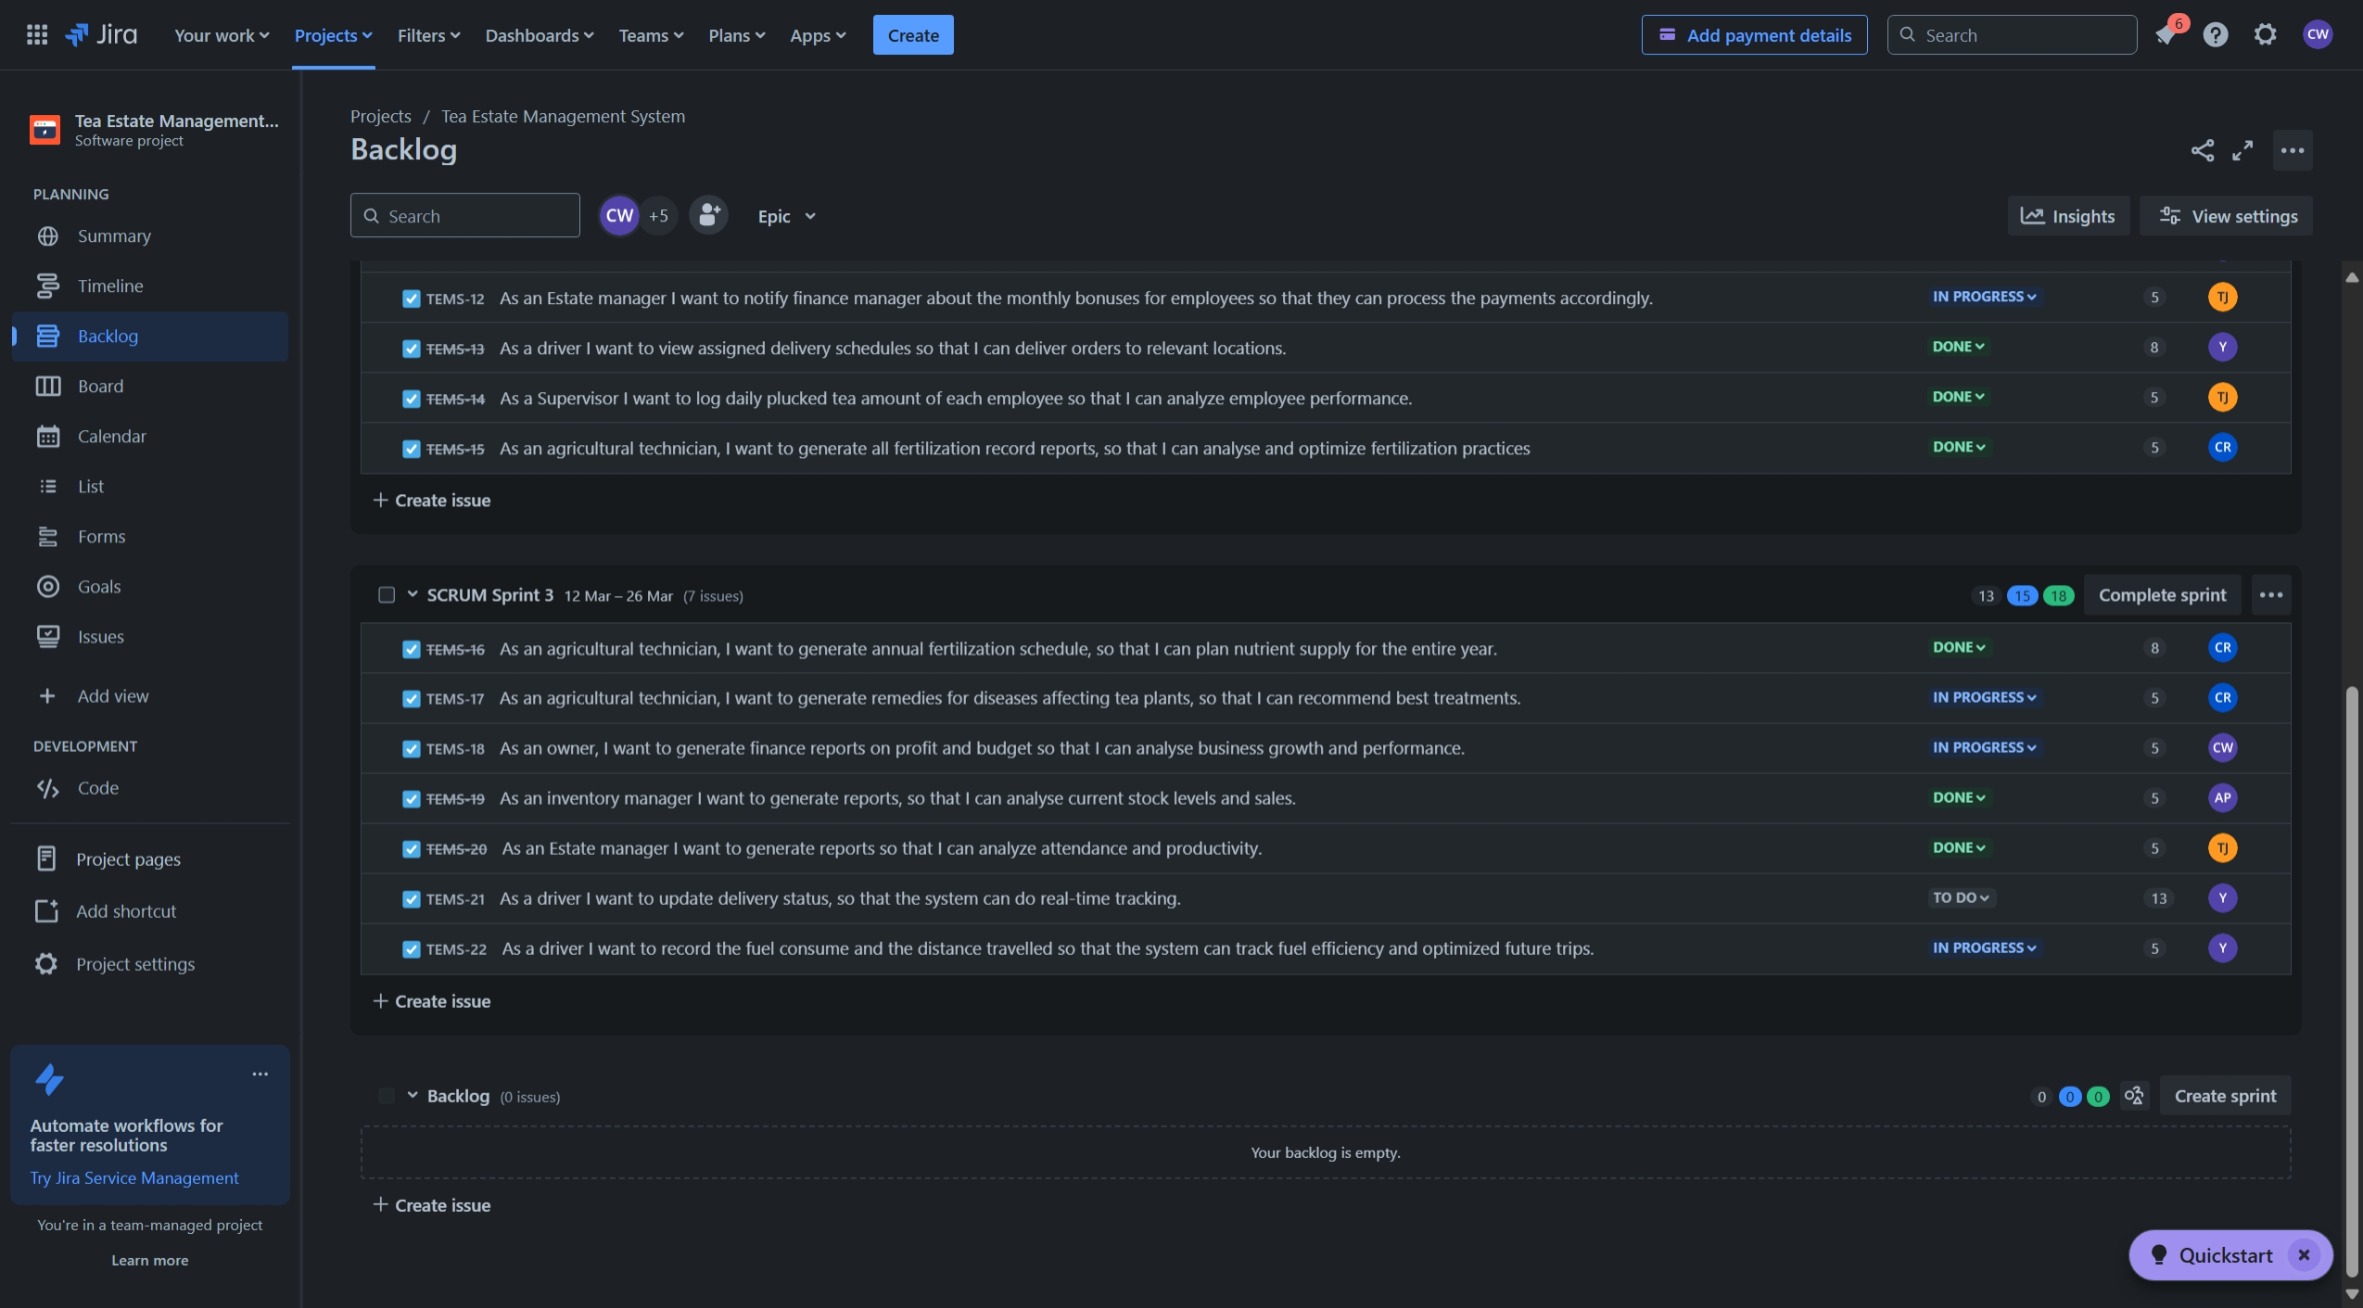 Jira Your work Projects Filters Dashboards Teams Plans Apps Create Add payment details Search 6 CW
Tea Estate Management...
Software project
PLANNING
Summary
Timeline
Backlog
Board
Calendar
List
Forms
Goals
Issues
Add view
DEVELOPMENT
Code
Project pages
Add shortcut
Project settings
Automate workflows for
faster resolutions
Try Jira Service Management
You're in a team-managed project
Learn more
Projects / Tea Estate Management System
Backlog
Search CW +5 Epic Insights View settings
TEMS-12 As an Estate manager I want to notify finance manager about the monthly bonuses for employees so that they can process the payments accordingly. IN PROGRESS 5 TJ
TEMS-13 As a driver I want to view assigned delivery schedules so that I can deliver orders to relevant locations. DONE 8 Y
TEMS-14 As a Supervisor I want to log daily plucked tea amount of each employee so that I can analyze employee performance. DONE 5 TJ
TEMS-15 As an agricultural technician, I want to generate all fertilization record reports, so that I can analyse and optimize fertilization practices DONE 5 CR
+ Create issue
SCRUM Sprint 3 12 Mar – 26 Mar (7 issues) 13 15 18 Complete sprint
TEMS-16 As an agricultural technician, I want to generate annual fertilization schedule, so that I can plan nutrient supply for the entire year. DONE 8 CR
TEMS-17 As an agricultural technician, I want to generate remedies for diseases affecting tea plants, so that I can recommend best treatments. IN PROGRESS 5 CR
TEMS-18 As an owner, I want to generate finance reports on profit and budget so that I can analyse business growth and performance. IN PROGRESS 5 CW
TEMS-19 As an inventory manager I want to generate reports, so that I can analyse current stock levels and sales. DONE 5 AP
TEMS-20 As an Estate manager I want to generate reports so that I can analyze attendance and productivity. DONE 5 TJ
TEMS-21 As a driver I want to update delivery status, so that the system can do real-time tracking. TO DO 13 Y
TEMS-22 As a driver I want to record the fuel consume and the distance travelled so that the system can track fuel efficiency and optimized future trips. IN PROGRESS 5 Y
+ Create issue
Backlog (0 issues) 0 0 0 Create sprint
Your backlog is empty.
+ Create issue
Quickstart